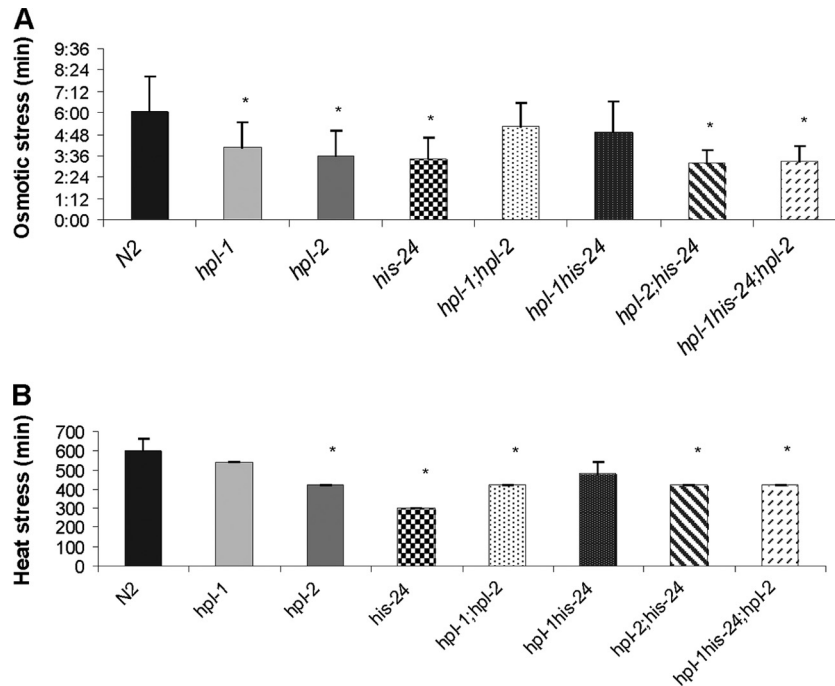 A
Osmotic stress (min)
9:36
8:24
7:12
6:00
4:48
3:36
2:24
1:12
0:00
* * * * *
N2
hpl-1
hpl-2
his-24
hpl-1;hpl-2
hpl-1his-24
hpl-2;his-24
hpl-1his-24;hpl-2
B
Heat stress (min)
700
600
500
400
300
200
100
0
* * * * *
N2
hpl-1
hpl-2
his-24
hpl-1;hpl-2
hpl-1his-24
hpl-2;his-24
hpl-1his-24;hpl-2